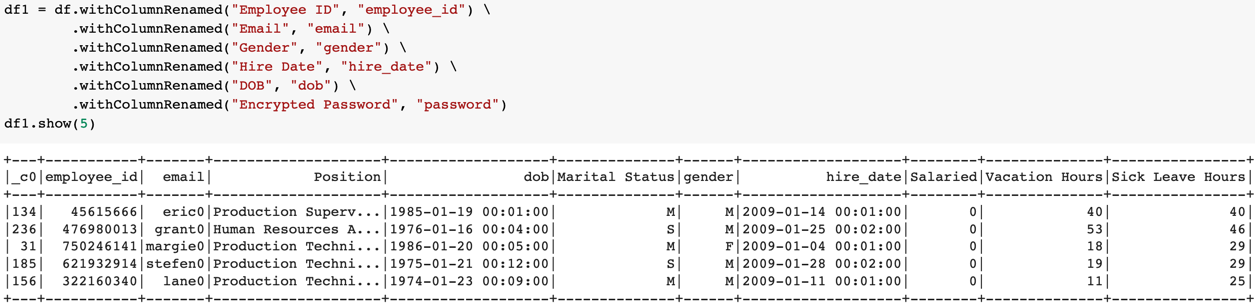 df1 = df.withColumnRenamed("Employee ID", "employee_id") \
        .withColumnRenamed("Email", "email") \
        .withColumnRenamed("Gender", "gender") \
        .withColumnRenamed("Hire Date", "hire_date") \
        .withColumnRenamed("DOB", "dob") \
        .withColumnRenamed("Encrypted Password", "password")
df1.show(5)
+---+-----------+-------+--------------------+-------------------+--------------+------+-------------------+--------+--------------+----------------+
|_c0|employee_id|  email|            Position|                dob|Marital Status|gender|          hire_date|Salaried|Vacation Hours|Sick Leave Hours|
+---+-----------+-------+--------------------+-------------------+--------------+------+-------------------+--------+--------------+----------------+
|134|   45615666|  eric0|Production Superv...|1985-01-19 00:01:00|             M|     M|2009-01-14 00:01:00|       0|            40|              40|
|236|  476980013| grant0|Human Resources A...|1976-01-16 00:04:00|             S|     M|2009-01-25 00:02:00|       0|            53|              46|
| 31|  750246141|margie0|Production Techni...|1986-01-20 00:05:00|             M|     F|2009-01-04 00:01:00|       0|            18|              29|
|185|  621932914|stefen0|Production Techni...|1975-01-21 00:12:00|             S|     M|2009-01-28 00:02:00|       0|            19|              29|
|156|  322160340|  lane0|Production Techni...|1974-01-23 00:09:00|             M|     M|2009-01-11 00:01:00|       0|            11|              25|
+---+-----------+-------+--------------------+-------------------+--------------+------+-------------------+--------+--------------+----------------+